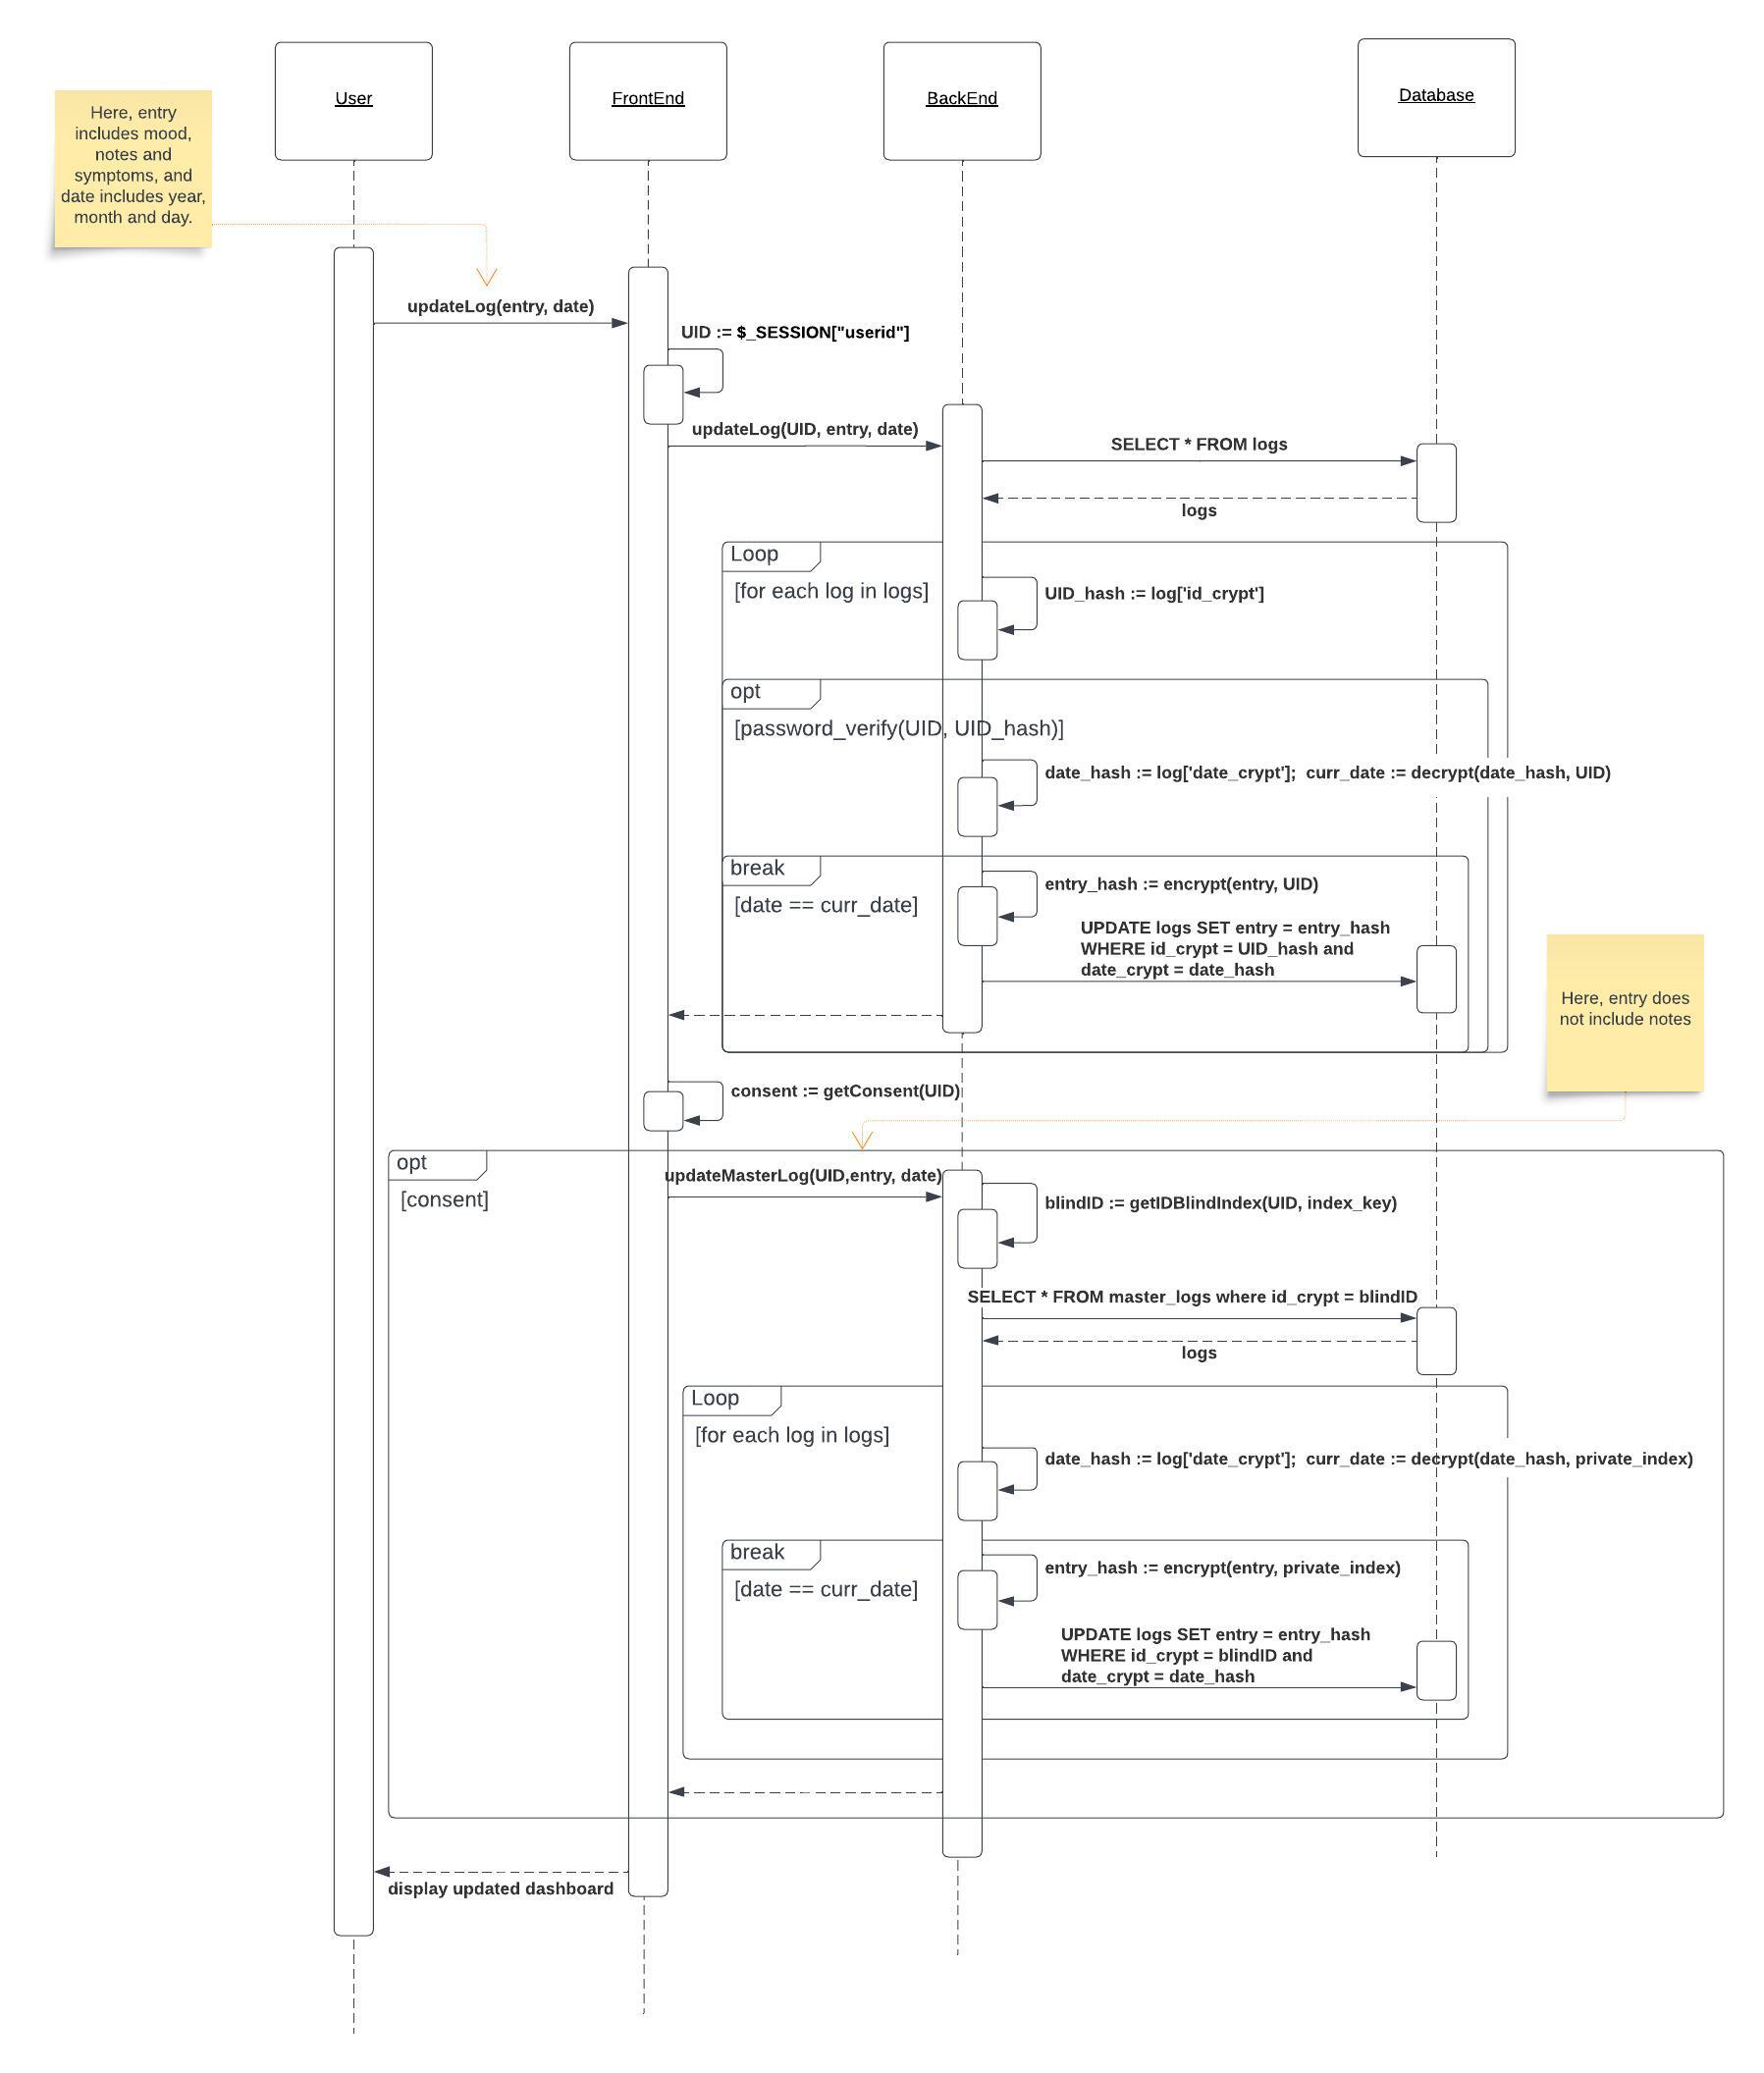 User
FrontEnd
BackEnd
Database
Here, entry
includes mood,
notes and
symptoms, and
date includes year,
month and day.
updateLog(entry, date)
UID := $_SESSION["userid"]
updateLog(UID, entry, date)
SELECT * FROM logs
logs
Loop
[for each log in logs]
UID_hash := log['id_crypt']
opt
[password_verify(UID, UID_hash)]
date_hash := log['date_crypt'];  curr_date := decrypt(date_hash, UID)
break
[date == curr_date]
entry_hash := encrypt(entry, UID)
UPDATE logs SET entry = entry_hash
WHERE id_crypt = UID_hash and
date_crypt = date_hash
Here, entry does
not include notes
consent := getConsent(UID)
opt
[consent]
updateMasterLog(UID,entry, date)
blindID := getIDBlindIndex(UID, index_key)
SELECT * FROM master_logs where id_crypt = blindID
logs
Loop
[for each log in logs]
date_hash := log['date_crypt'];  curr_date := decrypt(date_hash, private_index)
break
[date == curr_date]
entry_hash := encrypt(entry, private_index)
UPDATE logs SET entry = entry_hash
WHERE id_crypt = blindID and
date_crypt = date_hash
display updated dashboard